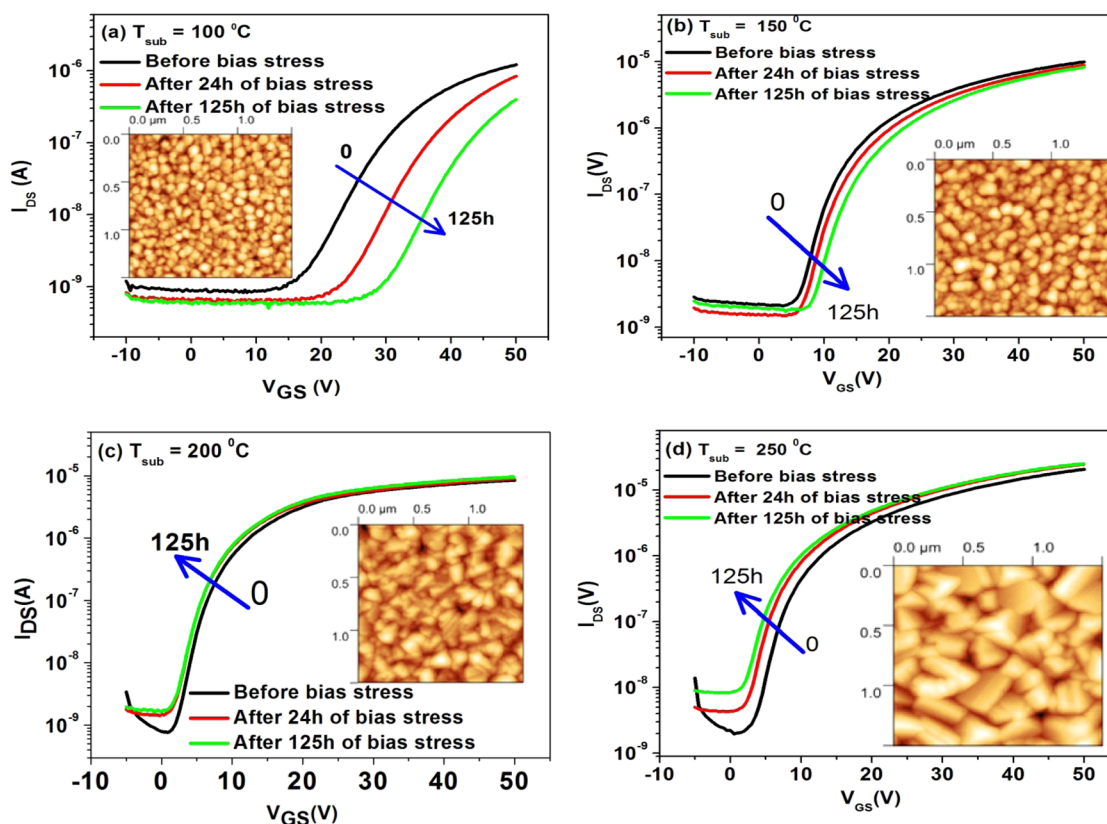 (a) T_sub = 100 ⁰C
Before bias stress
After 24h of bias stress
After 125h of bias stress
0.0 µm 0.5 1.0
0.0
0.5
1.0
0
125h
10⁻⁶
10⁻⁷
10⁻⁸
10⁻⁹
I_DS (A)
-10 0 10 20 30 40 50
V_GS (V)
(b) T_sub = 150 ⁰C
Before bias stress
After 24h of bias stress
After 125h of bias stress
0.0 µm 0.5 1.0
0.0
0.5
1.0
0
125h
10⁻⁵
10⁻⁶
10⁻⁷
10⁻⁸
10⁻⁹
I_DS(V)
-10 0 10 20 30 40 50
V_GS(V)
(c) T_sub = 200 ⁰C
0.0 µm 0.5 1.0
0.0
0.5
1.0
125h
0
Before bias stress
After 24h of bias stress
After 125h of bias stress
10⁻⁵
10⁻⁶
10⁻⁷
10⁻⁸
10⁻⁹
I_DS(A)
-10 0 10 20 30 40 50
V_GS(V)
(d) T_sub = 250 ⁰C
Before bias stress
After 24h of bias stress
After 125h of bias stress
0.0 µm 0.5 1.0
0.0
0.5
1.0
125h
0
10⁻⁵
10⁻⁶
10⁻⁷
10⁻⁸
10⁻⁹
I_DS(V)
-10 0 10 20 30 40 50
V_GS(V)